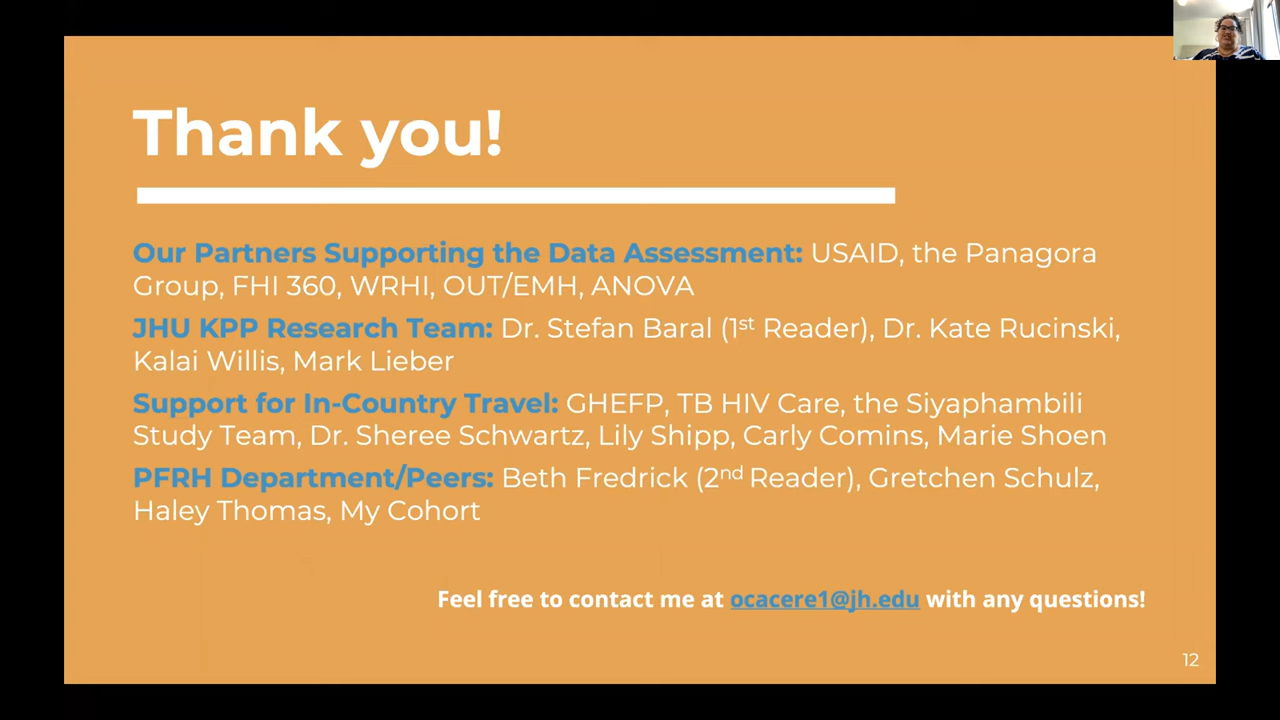 Thank you!
Our Partners Supporting the Data Assessment: USAID, the Panagora
Group, FHI 360, WRHI, OUT/EMH, ANOVA
JHU KPP Research Team: Dr. Stefan Baral (1st Reader), Dr. Kate Rucinski,
Kalai Willis, Mark Lieber
Support for In-Country Travel: GHEFP, TB HIV Care, the Siyaphambili
Study Team, Dr. Sheree Schwartz, Lily Shipp, Carly Comins, Marie Shoen
PFRH Department/Peers: Beth Fredrick (2nd Reader), Gretchen Schulz,
Haley Thomas, My Cohort
Feel free to contact me at ocacere1@jh.edu with any questions!
12